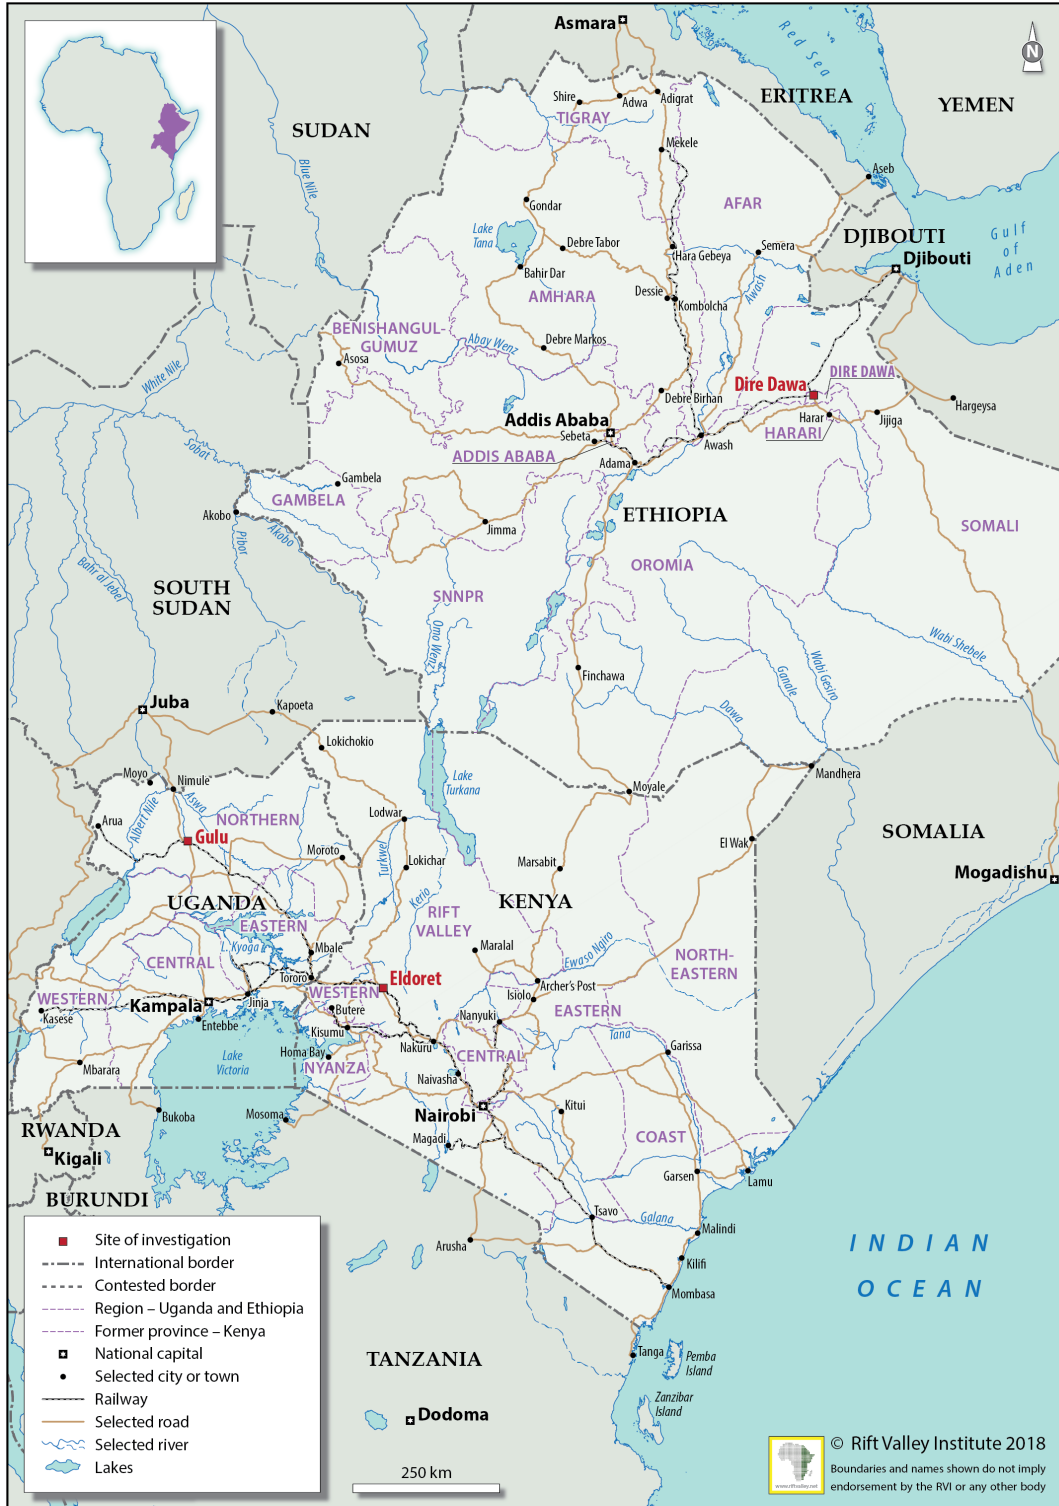 Asmara
N
Red Sea
ERITREA
YEMEN
SUDAN
Shire
Adwa
Adigrat
TIGRAY
Mekele
Blue Nile
Aseb
AFAR
Gondar
Lake
Tana
Debre Tabor
Hara Gebeya
Semera
DJIBOUTI
Djibouti
Gulf
of
Aden
Bahir Dar
AMHARA
Dessie
Kombolcha
Awash
BENISHANGUL-
GUMUZ
Asosa
Abay Wenz
Debre Markos
White Nile
Dire Dawa
DIRE DAWA
Debre Birhan
Hargeysa
Addis Ababa
Sebeta
ADDIS ABABA
Harar
HARARI
Jijiga
Awash
Adama
Sobat
Gambela
GAMBELA
Akobo
Akobo
Pibor
Jimma
ETHIOPIA
SOMALI
OROMIA
Bahr al Jebel
SOUTH
SUDAN
SNNPR
Omo Wenz
Wabi Shebele
Wabi Gesiro
Ganale
Finchawa
Dawa
Juba
Kapoeta
Lokichokio
Moyo
Nimule
Lake
Turkana
Moyale
Mandhera
Aswa
Albert Nile
Arua
NORTHERN
Gulu
Lodwar
Turkwel
Moroto
Lokichar
Marsabit
El Wak
SOMALIA
Mogadishu
UGANDA
KENYA
Kerio
RIFT
VALLEY
EASTERN
L. Kyoga
Mbale
Maralal
Ewaso Ngiro
NORTH-
EASTERN
CENTRAL
Tororo
Eldoret
WESTERN
WESTERN
Archer's Post
Isiolo
Kampala
Jinja
Butere
Kasese
Entebbe
Kisumu
Nanyuki
EASTERN
Tana
Garissa
Homa Bay
NYANZA
Nakuru
CENTRAL
Lake
Victoria
Mbarara
Naivasha
Kitui
Nairobi
Bukoba
Mosoma
RWANDA
Kigali
Magadi
COAST
BURUNDI
Garsen
Lamu
Tsavo
Galana
Malindi
Arusha
Kilifi
INDIAN
OCEAN
Mombasa
Site of investigation
International border
Contested border
Region – Uganda and Ethiopia
Former province – Kenya
National capital
Selected city or town
Railway
Selected road
Selected river
Lakes
TANZANIA
Tanga
Pemba
Island
Zanzibar
Island
Dodoma
250 km
© Rift Valley Institute 2018
Boundaries and names shown do not imply
endorsement by the RVI or any other body
www.riftvalley.net